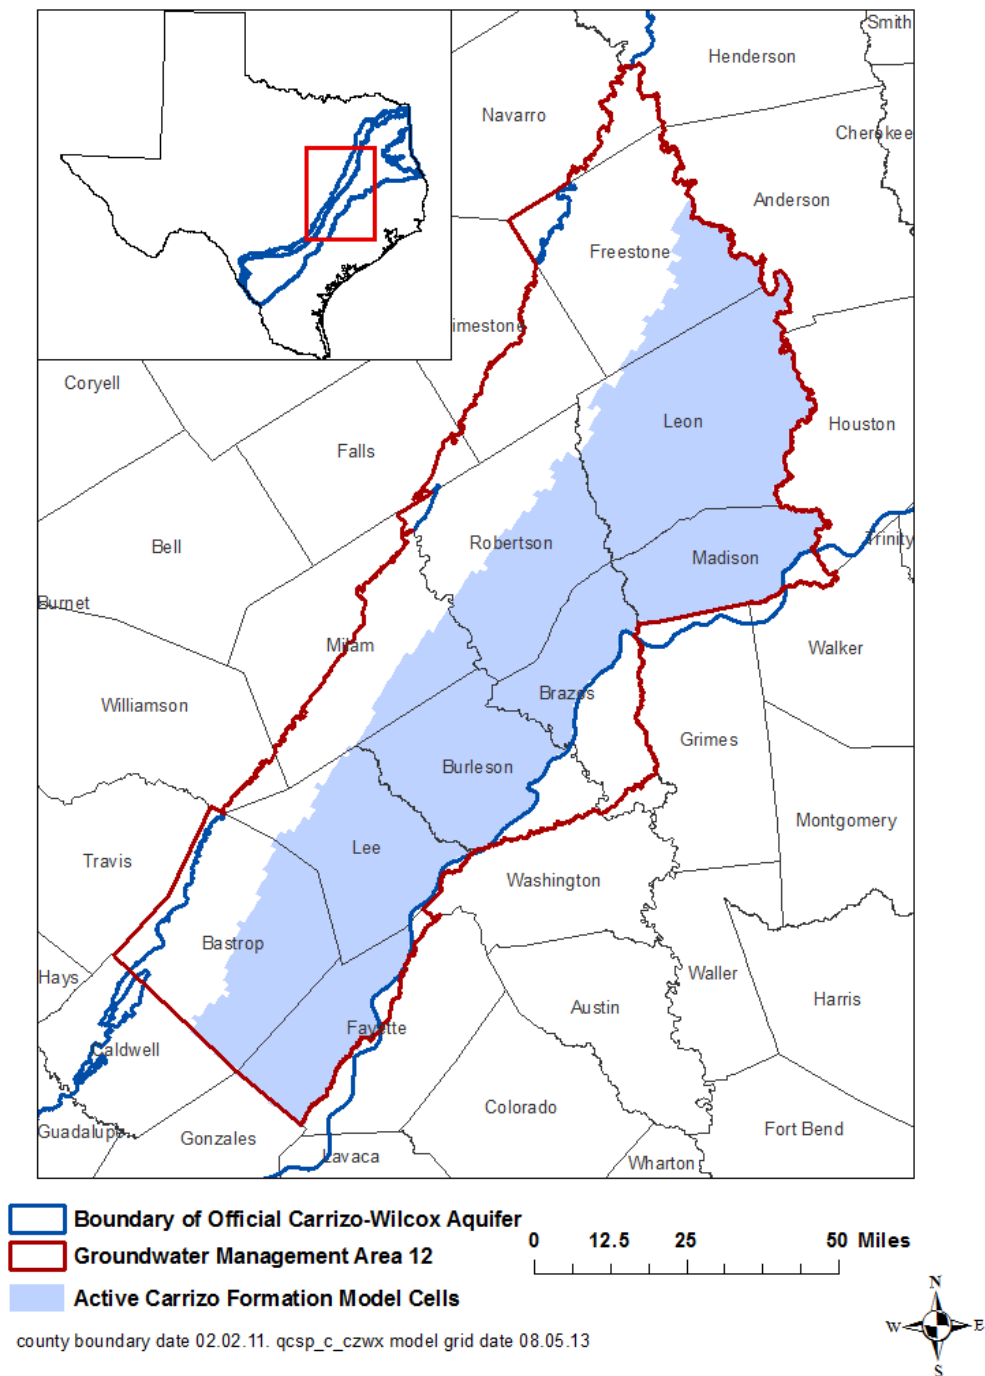 Smith
Henderson
Navarro
Cherokee
Anderson
Freestone
imestone
Coryell
Leon
Houston
Falls
Robertson
Trinity
Bell
Madison
Burnet
Milam
Walker
Brazos
Williamson
Grimes
Burleson
Montgomery
Lee
Travis
Washington
Bastrop
Hays
Waller
Harris
Austin
Fayette
Caldwell
Colorado
Fort Bend
Guadalupe
Gonzales
Lavaca
Wharton
Boundary of Official Carrizo-Wilcox Aquifer
Groundwater Management Area 12
Active Carrizo Formation Model Cells
0 12.5 25 50 Miles
N
W E
S
county boundary date 02.02.11. qcsp_c_czwx model grid date 08.05.13